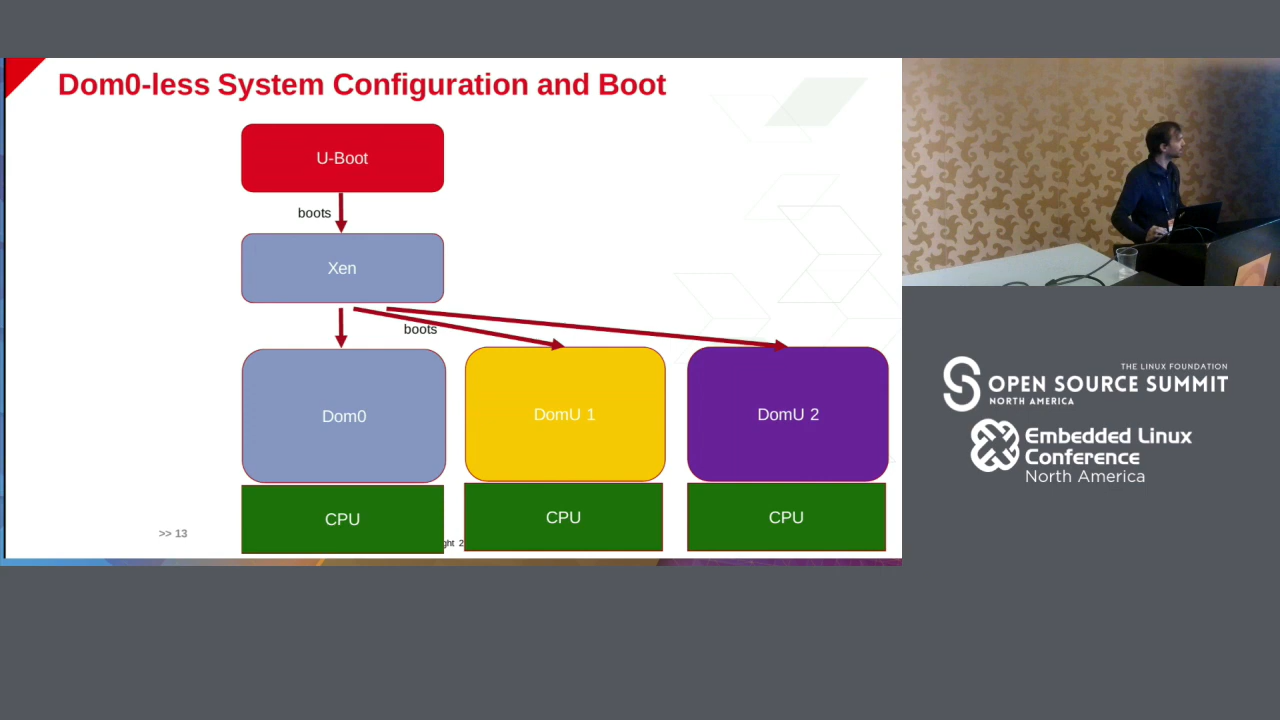 Dom0-less System Configuration and Boot
U-Boot
boots
Xen
boots
Dom0
DomU 1
DomU 2
CPU
CPU
CPU
>> 13
THE LINUX FOUNDATION
OPEN SOURCE SUMMIT
NORTH AMERICA
Embedded Linux
Conference
North America